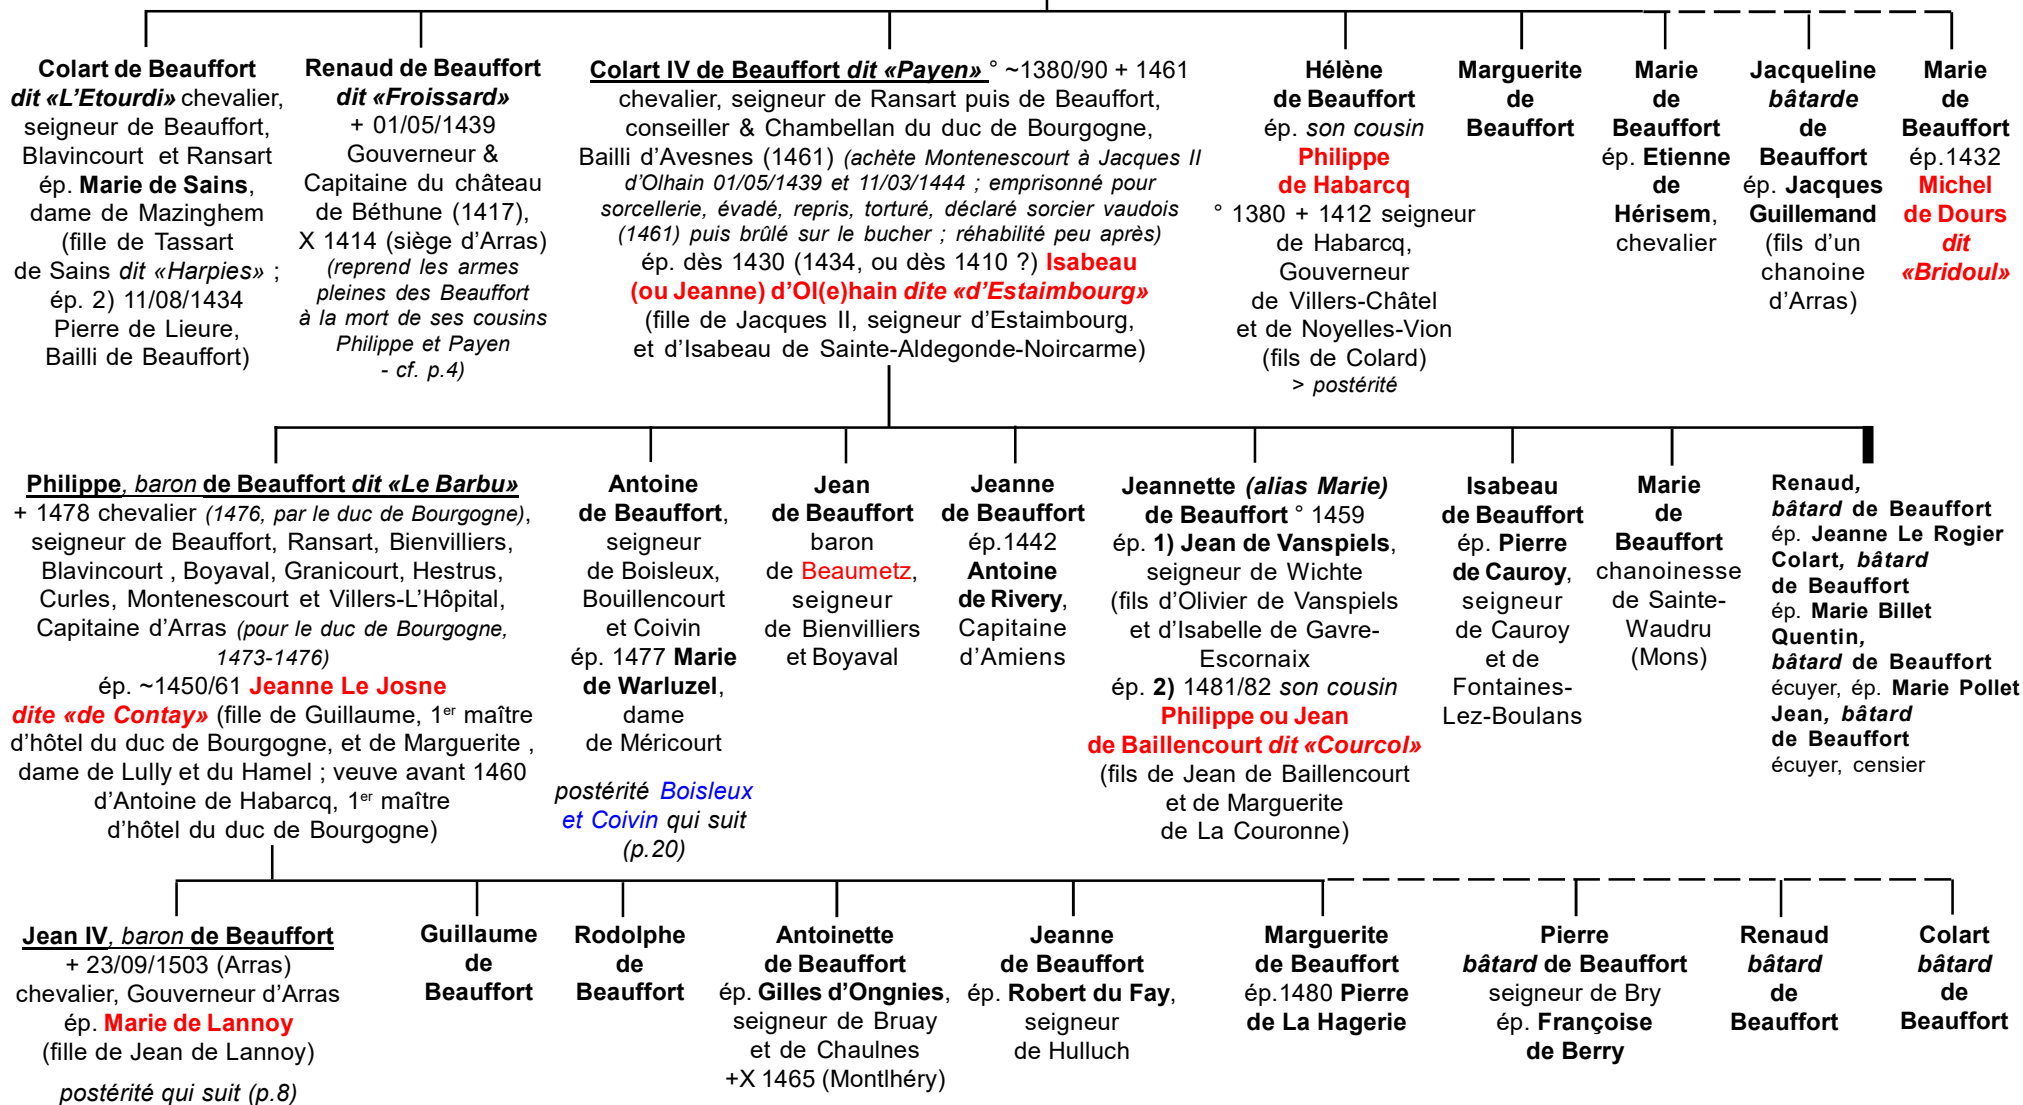 Colart de Beauffort
dit «L'Etourdi» chevalier,
seigneur de Beauffort,
Blavincourt et Ransart
ép. Marie de Sains,
dame de Mazinghem
(fille de Tassart
de Sains dit «Harpies» ;
ép. 2) 11/08/1434
Pierre de Lieure,
Bailli de Beauffort)
Renaud de Beauffort
dit «Froissard»
+ 01/05/1439
Gouverneur &
Capitaine du château
de Béthune (1417),
X 1414 (siège d'Arras)
(reprend les armes
pleines des Beauffort
à la mort de ses cousins
Philippe et Payen
- cf. p.4)
Colart IV de Beauffort dit «Payen» ° ~1380/90 + 1461
chevalier, seigneur de Ransart puis de Beauffort,
conseiller & Chambellan du duc de Bourgogne,
Bailli d'Avesnes (1461) (achète Montenescourt à Jacques II
d'Olhain 01/05/1439 et 11/03/1444 ; emprisonné pour
sorcellerie, évadé, repris, torturé, déclaré sorcier vaudois
(1461) puis brûlé sur le bucher ; réhabilité peu après)
ép. dès 1430 (1434, ou dès 1410 ?) Isabeau
(ou Jeanne) d'Ol(e)hain dite «d'Estaimbourg»
(fille de Jacques II, seigneur d'Estaimbourg,
et d'Isabeau de Sainte-Aldegonde-Noircarme)
Hélène
de Beauffort
ép. son cousin
Philippe
de Habarcq
° 1380 + 1412 seigneur
de Habarcq,
Gouverneur
de Villers-Châtel
et de Noyelles-Vion
(fils de Colard)
> postérité
Marguerite
de
Beauffort
Marie
de
Beauffort
ép. Etienne
de
Hérisem,
chevalier
Jacqueline
bâtarde
de
Beauffort
ép. Jacques
Guillemand
(fils d'un
chanoine
d'Arras)
Marie
de
Beauffort
ép.1432
Michel
de Dours
dit
«Bridoul»
Philippe, baron de Beauffort dit «Le Barbu»
+ 1478 chevalier (1476, par le duc de Bourgogne),
seigneur de Beauffort, Ransart, Bienvilliers,
Blavincourt , Boyaval, Granicourt, Hestrus,
Curles, Montenescourt et Villers-L'Hôpital,
Capitaine d'Arras (pour le duc de Bourgogne,
1473-1476)
ép. ~1450/61 Jeanne Le Josne
dite «de Contay» (fille de Guillaume, 1er maître
d'hôtel du duc de Bourgogne, et de Marguerite ,
dame de Lully et du Hamel ; veuve avant 1460
d'Antoine de Habarcq, 1er maître
d'hôtel du duc de Bourgogne)
Antoine
de Beauffort,
seigneur
de Boisleux,
Bouillencourt
et Coivin
ép. 1477 Marie
de Warluzel,
dame
de Méricourt
postérité Boisleux
et Coivin qui suit
(p.20)
Jean
de Beauffort
baron
de Beaumetz,
seigneur
de Bienvilliers
et Boyaval
Jeanne
de Beauffort
ép.1442
Antoine
de Rivery,
Capitaine
d'Amiens
Jeannette (alias Marie)
de Beauffort ° 1459
ép. 1) Jean de Vanspiels,
seigneur de Wichte
(fils d'Olivier de Vanspiels
et d'Isabelle de Gavre-
Escornaix
ép. 2) 1481/82 son cousin
Philippe ou Jean
de Baillencourt dit «Courcol»
(fils de Jean de Baillencourt
et de Marguerite
de La Couronne)
Isabeau
de Beauffort
ép. Pierre
de Cauroy,
seigneur
de Cauroy
et de
Fontaines-
Lez-Boulans
Marie
de
Beauffort
chanoinesse
de Sainte-
Waudru
(Mons)
Renaud,
bâtard de Beauffort
ép. Jeanne Le Rogier
Colart, bâtard
de Beauffort
ép. Marie Billet
Quentin,
bâtard de Beauffort
écuyer, ép. Marie Pollet
Jean, bâtard
de Beauffort
écuyer, censier
Jean IV, baron de Beauffort
+ 23/09/1503 (Arras)
chevalier, Gouverneur d'Arras
ép. Marie de Lannoy
(fille de Jean de Lannoy)
postérité qui suit (p.8)
Guillaume
de
Beauffort
Rodolphe
de
Beauffort
Antoinette
de Beauffort
ép. Gilles d'Ongnies,
seigneur de Bruay
et de Chaulnes
+X 1465 (Montlhéry)
Jeanne
de Beauffort
ép. Robert du Fay,
seigneur
de Hulluch
Marguerite
de Beauffort
ép.1480 Pierre
de La Hagerie
Pierre
bâtard de Beauffort
seigneur de Bry
ép. Françoise
de Berry
Renaud
bâtard
de
Beauffort
Colart
bâtard
de
Beauffort